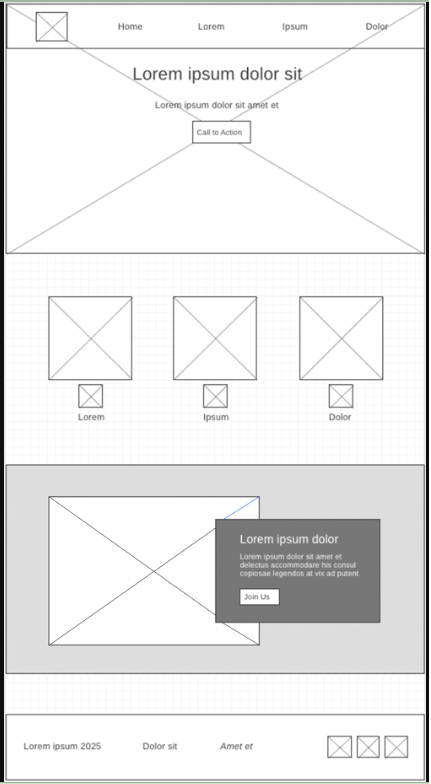 Home Lorem Ipsum Dolor
Lorem ipsum dolor sit
Lorem ipsum dolor sit amet et
Call to Action
Lorem Ipsum Dolor
Lorem ipsum dolor
Lorem ipsum dolor sit amet et
delectus accommodare his consul
copiosae legendos at vix ad putent
Join Us
Lorem ipsum 2025 Dolor sit Amet et